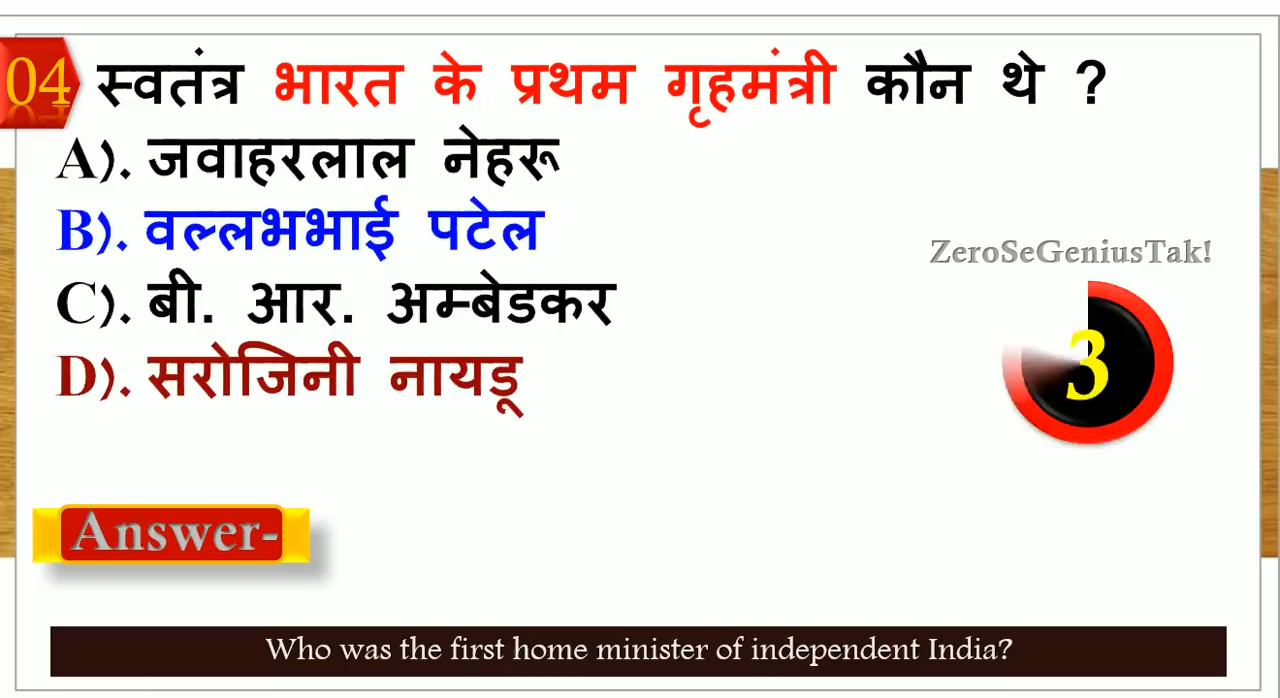 04 स्वतंत्र भारत के प्रथम गृहमंत्री कौन थे ?
A). जवाहरलाल नेहरू
B). वल्लभभाई पटेल
C). बी. आर. अम्बेडकर
D). सरोजिनी नायडू
ZeroSeGeniusTak!
3
Answer-
Who was the first home minister of independent India?